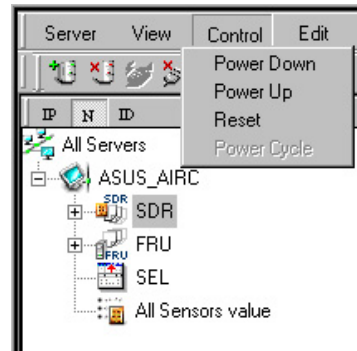 Server View Control Edit
Power Down
Power Up
Reset
Power Cycle
IP N ID
All Servers
ASUS_AIRC
SDR SDR
FRU FRU
SEL
All Sensors value